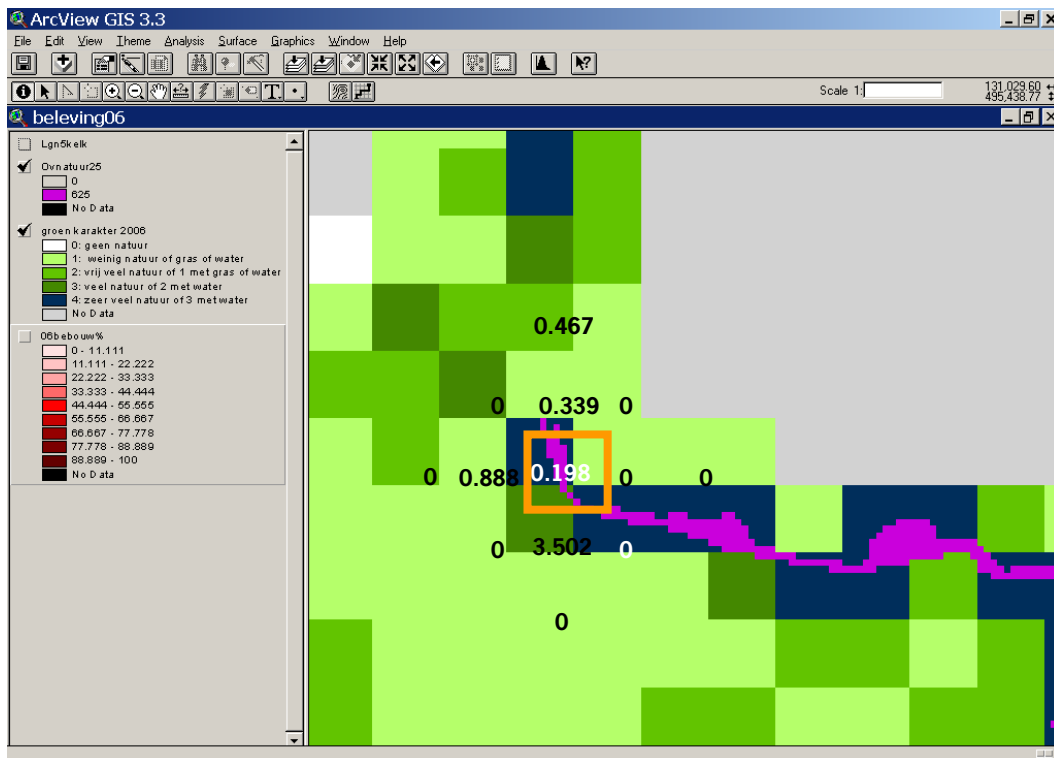 ArcView GIS 3.3
File Edit View Theme Analysis Surface Graphics Window Help
Scale 1: 131,029.60
495,438.77
beleving06
Lgn5kelk
Ovnatuur25
0
625
No Data
groen karakter 2006
0: geen natuur
1: weinig natuur of gras of water
2: vrij veel natuur of 1 met gras of water
3: veel natuur of 2 met water
4: zeer veel natuur of 3 met water
No Data
06bebouw%
0 - 11.111
11.111 - 22.222
22.222 - 33.333
33.333 - 44.444
44.444 - 55.555
55.555 - 66.667
66.667 - 77.778
77.778 - 88.889
88.889 - 100
No Data
0.467
0 0.339 0
0 0.888 0.198 0 0
0 3.502 0
0